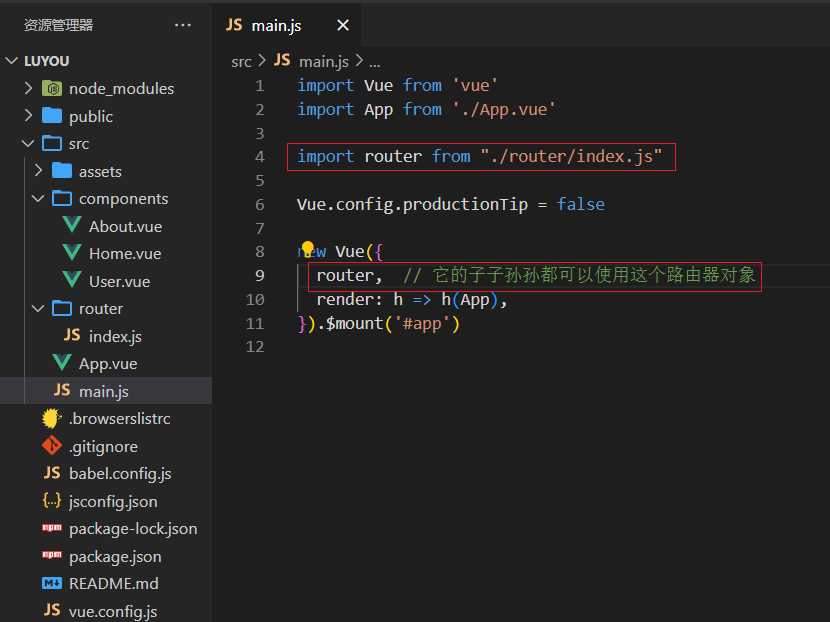 资源管理器 ...
LUYOU
node_modules
public
src
assets
components
About.vue
Home.vue
User.vue
router
JS index.js
App.vue
JS main.js
.browserslistrc
.gitignore
JS babel.config.js
{..} jsconfig.json
npm package-lock.json
npm package.json
M↓ README.md
JS vue.config.js
JS main.js ×
src > JS main.js > ...
1 import Vue from 'vue'
2 import App from './App.vue'
3
4 import router from "./router/index.js"
5
6 Vue.config.productionTip = false
7
8 new Vue({
9 router, // 它的子子孙孙都可以使用这个路由器对象
10 render: h => h(App),
11 }).$mount('#app')
12